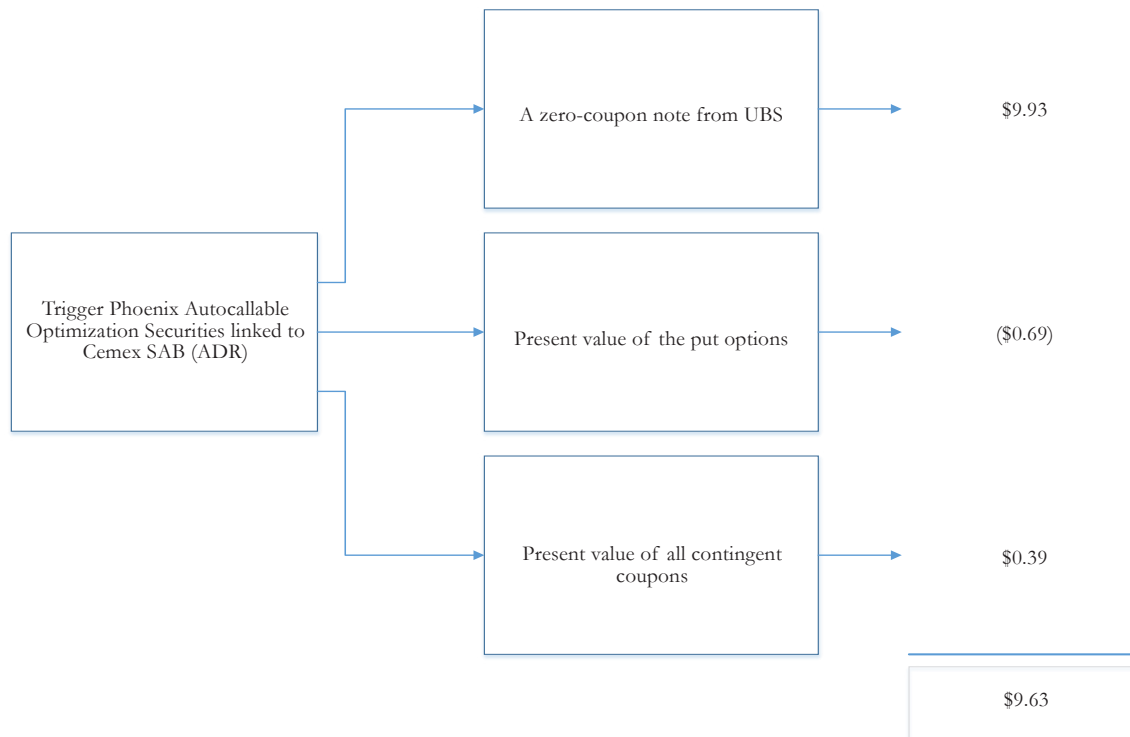 A zero-coupon note from UBS
$9.93
Trigger Phoenix Autocallable
Optimization Securities linked to
Cemex SAB (ADR)
Present value of the put options
($0.69)
Present value of all contingent
coupons
$0.39
$9.63